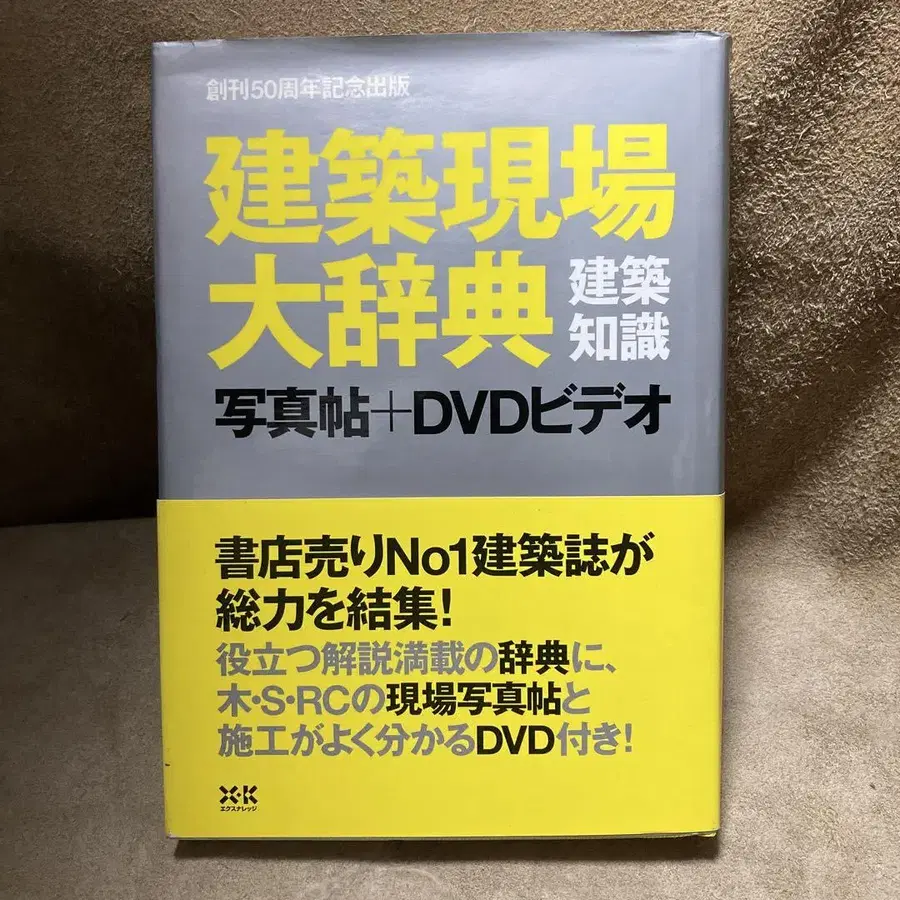 創刊50周年記念出版
建築現場
大辞典
建築
知識
写真帖+DVDビデオ
書店売りNo1建築誌が
総力を結集!
役立つ解説満載の辞典に、
木・S・RCの現場写真帖と
施工がよく分かるDVD付き!
X・K
エクスナレッジ